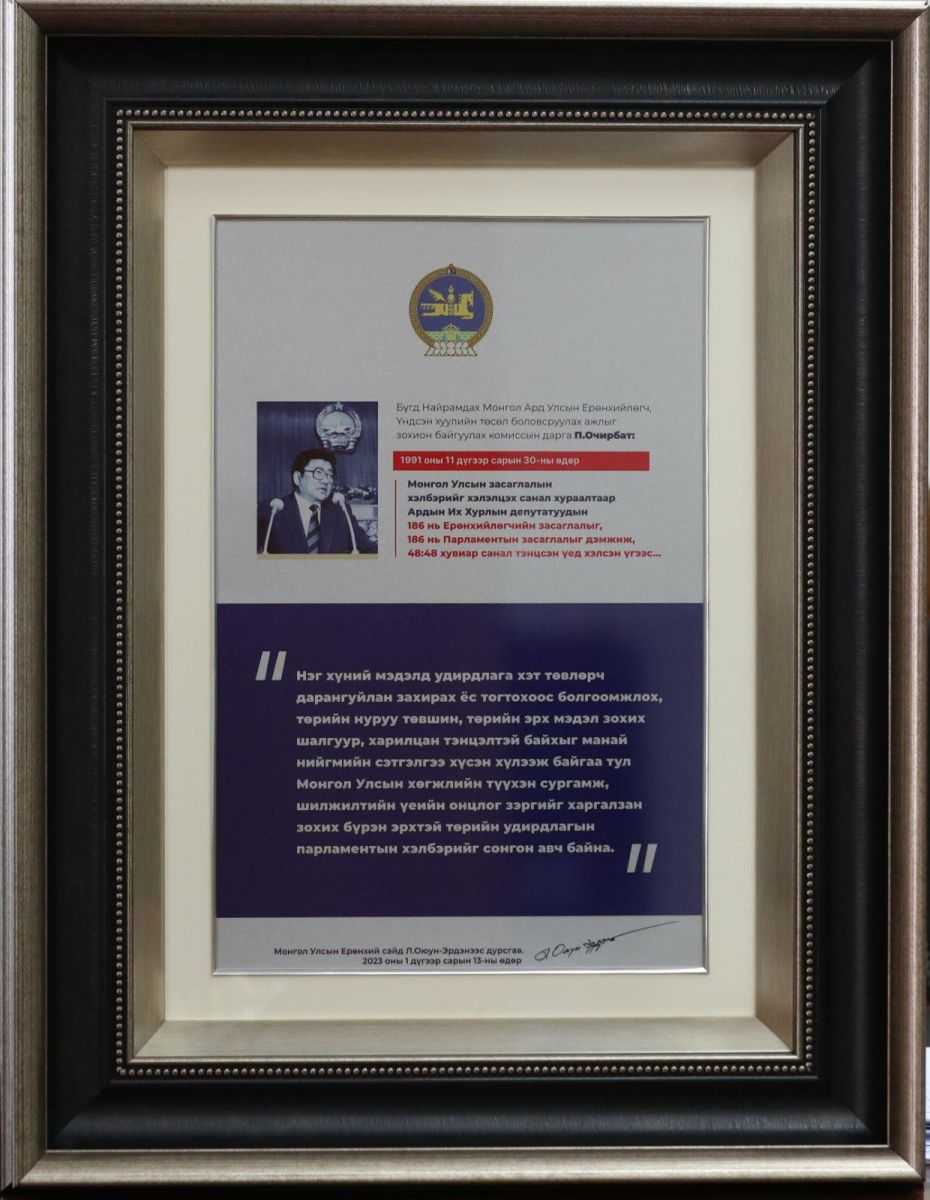 Бүгд Найрамдах Монгол Ард Улсын Ерөнхийлөгч,
Үндсэн хуулийн төсөл боловсруулах ажлыг
зохион байгуулах комиссын дарга П.Очирбат:
1991 оны 11 дүгээр сарын 30-ны өдөр
Монгол Улсын засаглалын
хэлбэрийг хэлэлцэх санал хураалтаар
Ардын Их Хурлын депутатуудын
186 нь Ерөнхийлөгчийн засаглалыг,
186 нь Парламентын засаглалыг дэмжиж,
48:48 хувиар санал тэнцсэн үед хэлсэн үгээс...
" Нэг хүний мэдэлд удирдлага хэт төвлөрч
дарангуйлан захирах ёс тогтохоос болгоомжлох,
төрийн нуруу төвшин, төрийн эрх мэдэл зохих
шалгуур, харилцан тэнцэлтэй байхыг манай
нийгмийн сэтгэлгээ хүсэн хүлээж байгаа тул
Монгол Улсын хөгжлийн түүхэн сургамж,
шилжилтийн үеийн онцлог зэргийг харгалзан
зохих бүрэн эрхтэй төрийн удирдлагын
парламентын хэлбэрийг сонгон авч байна. "
Монгол Улсын Ерөнхий сайд Л.Оюун-Эрдэнээс дурсгав.
2023 оны 1 дүгээр сарын 13-ны өдөр